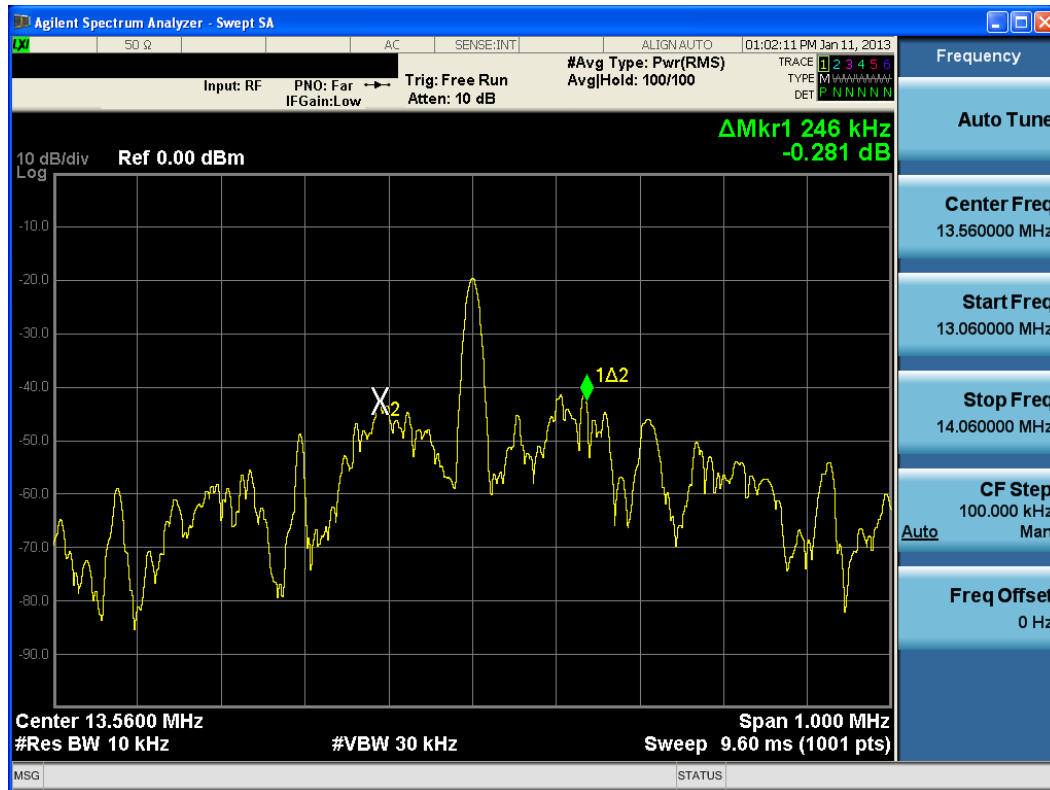 Agilent Spectrum Analyzer - Swept SA
LXI 50 Ω AC SENSE:INT ALIGN AUTO 01:02:11 PM Jan 11, 2013
Input: RF PNO: Far IFGain:Low Trig: Free Run Atten: 10 dB #Avg Type: Pwr(RMS) Avg|Hold: 100/100
TRACE 1 2 3 4 5 6
TYPE M W W W W W
DET P N N N N N
ΔMkr1 246 kHz
-0.281 dB
10 dB/div Ref 0.00 dBm
Log
-10.0
-20.0
-30.0
-40.0
-50.0
-60.0
-70.0
-80.0
-90.0
X2
1Δ2
Center 13.5600 MHz Span 1.000 MHz
#Res BW 10 kHz #VBW 30 kHz Sweep 9.60 ms (1001 pts)
MSG STATUS
Frequency
Auto Tune
Center Freq
13.560000 MHz
Start Freq
13.060000 MHz
Stop Freq
14.060000 MHz
CF Step
100.000 kHz
Auto Man
Freq Offset
0 Hz